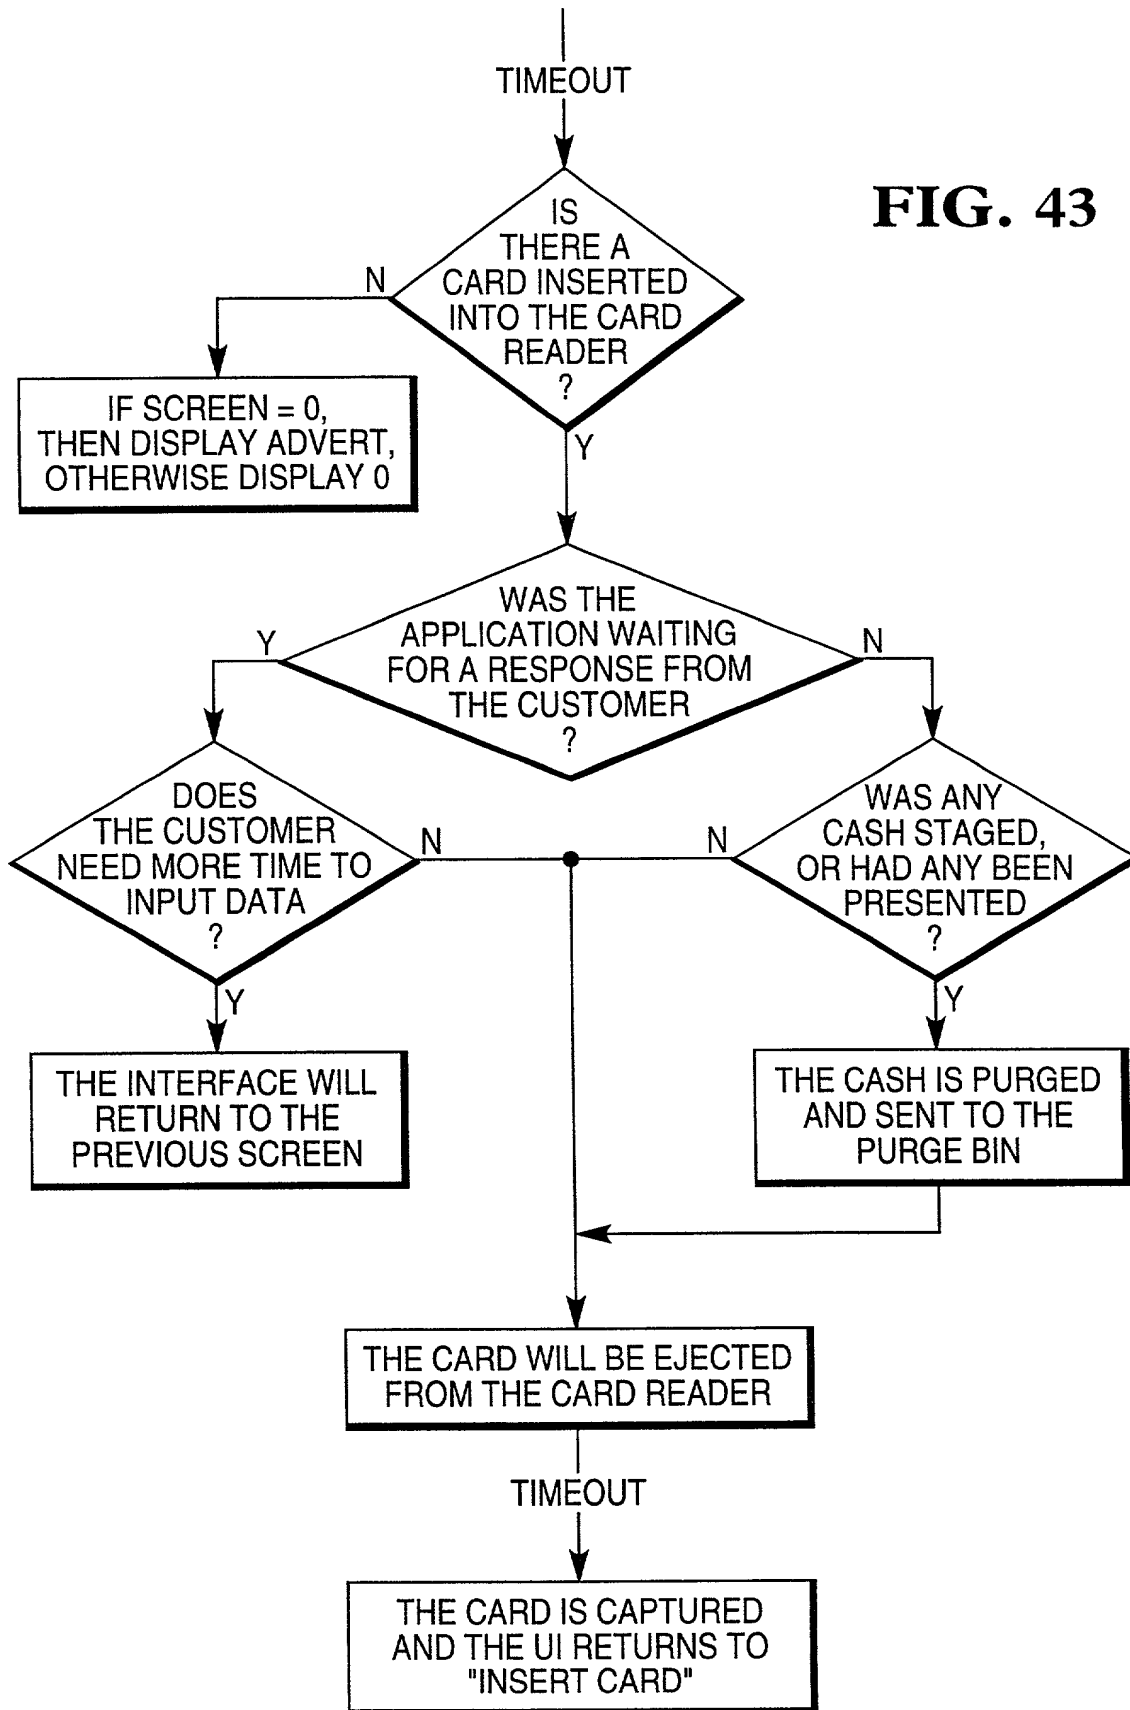 TIMEOUT
FIG. 43
IS
THERE A
CARD INSERTED
INTO THE CARD
READER
?
N
Y
IF SCREEN = 0,
THEN DISPLAY ADVERT,
OTHERWISE DISPLAY 0
WAS THE
APPLICATION WAITING
FOR A RESPONSE FROM
THE CUSTOMER
?
Y
N
DOES
THE CUSTOMER
NEED MORE TIME TO
INPUT DATA
?
N
Y
WAS ANY
CASH STAGED,
OR HAD ANY BEEN
PRESENTED
?
N
Y
THE INTERFACE WILL
RETURN TO THE
PREVIOUS SCREEN
THE CASH IS PURGED
AND SENT TO THE
PURGE BIN
THE CARD WILL BE EJECTED
FROM THE CARD READER
TIMEOUT
THE CARD IS CAPTURED
AND THE UI RETURNS TO
"INSERT CARD"